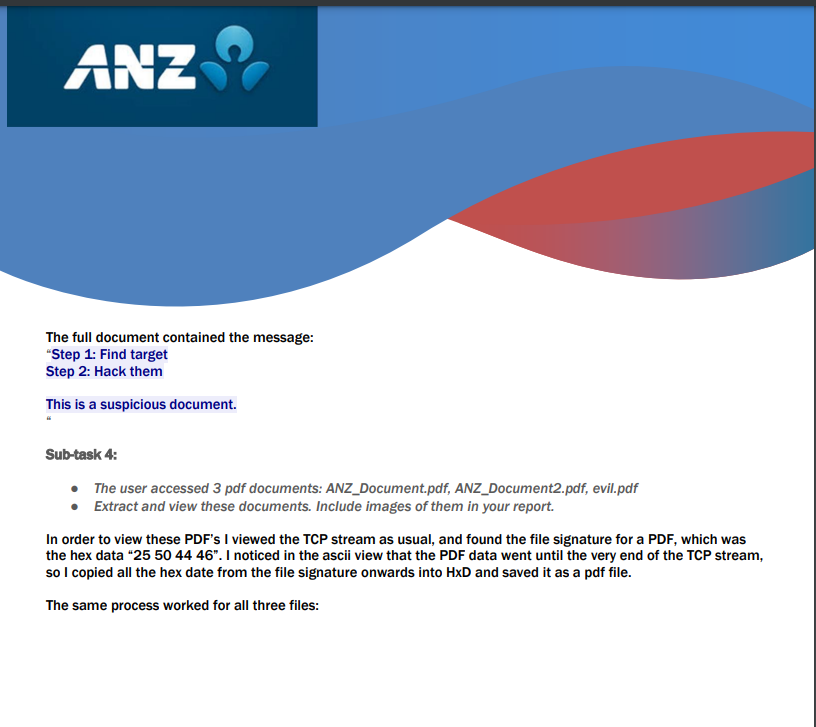 ANZ
The full document contained the message:
“Step 1: Find target
Step 2: Hack them
This is a suspicious document.
“
Sub-task 4:
● The user accessed 3 pdf documents: ANZ_Document.pdf, ANZ_Document2.pdf, evil.pdf
● Extract and view these documents. Include images of them in your report.
In order to view these PDF’s I viewed the TCP stream as usual, and found the file signature for a PDF, which was
the hex data “25 50 44 46”. I noticed in the ascii view that the PDF data went until the very end of the TCP stream,
so I copied all the hex date from the file signature onwards into HxD and saved it as a pdf file.
The same process worked for all three files: